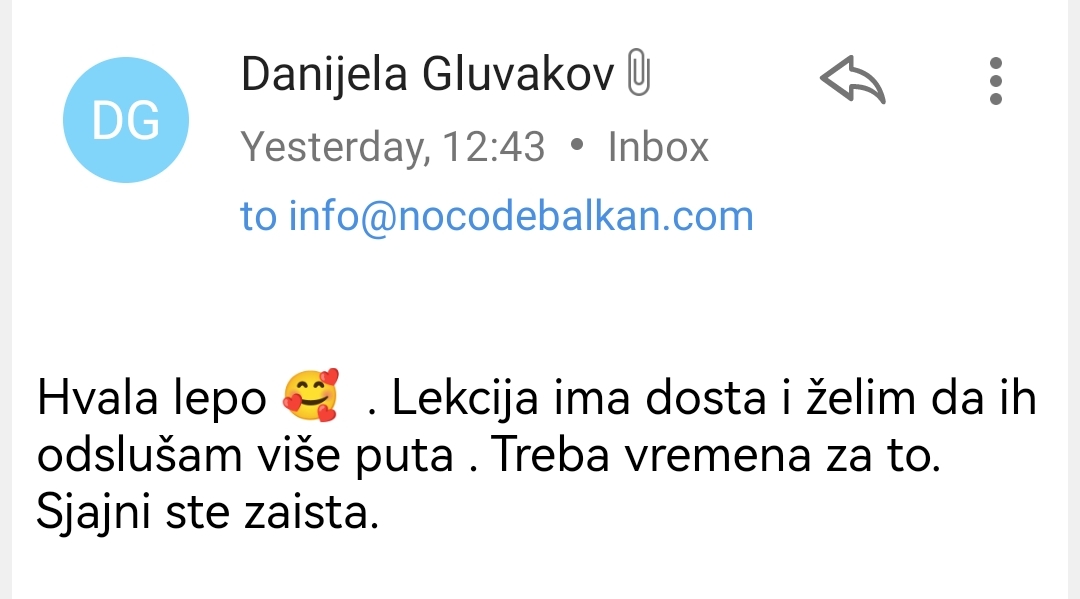 DG
Danijela Gluvakov
Yesterday, 12:43 • Inbox
to info@nocodebalkan.com
Hvala lepo 🥰 . Lekcija ima dosta i želim da ih
odslušam više puta . Treba vremena za to.
Sjajni ste zaista.